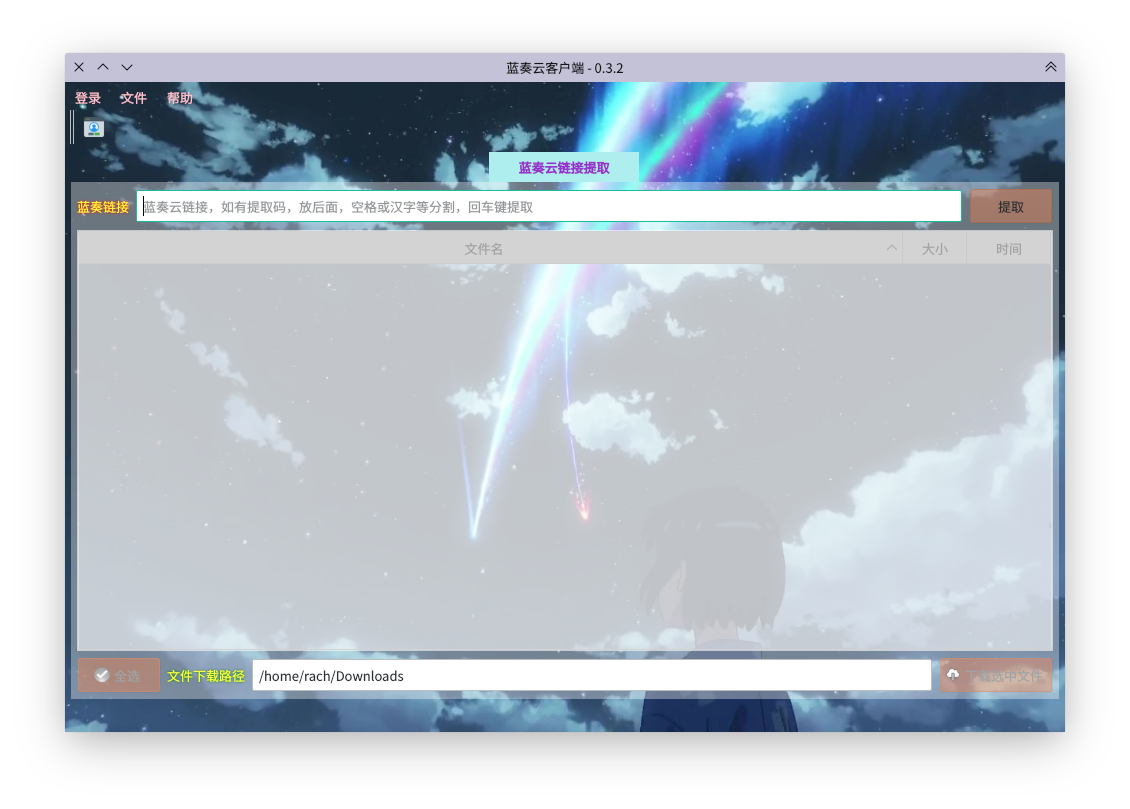 蓝奏云客户端 - 0.3.2
登录 文件 帮助
蓝奏云链接提取
蓝奏链接 蓝奏云链接，如有提取码，放后面，空格或汉字等分割，回车键提取 提取
文件名 大小 时间
全选 文件下载路径 /home/rach/Downloads 下载选中文件